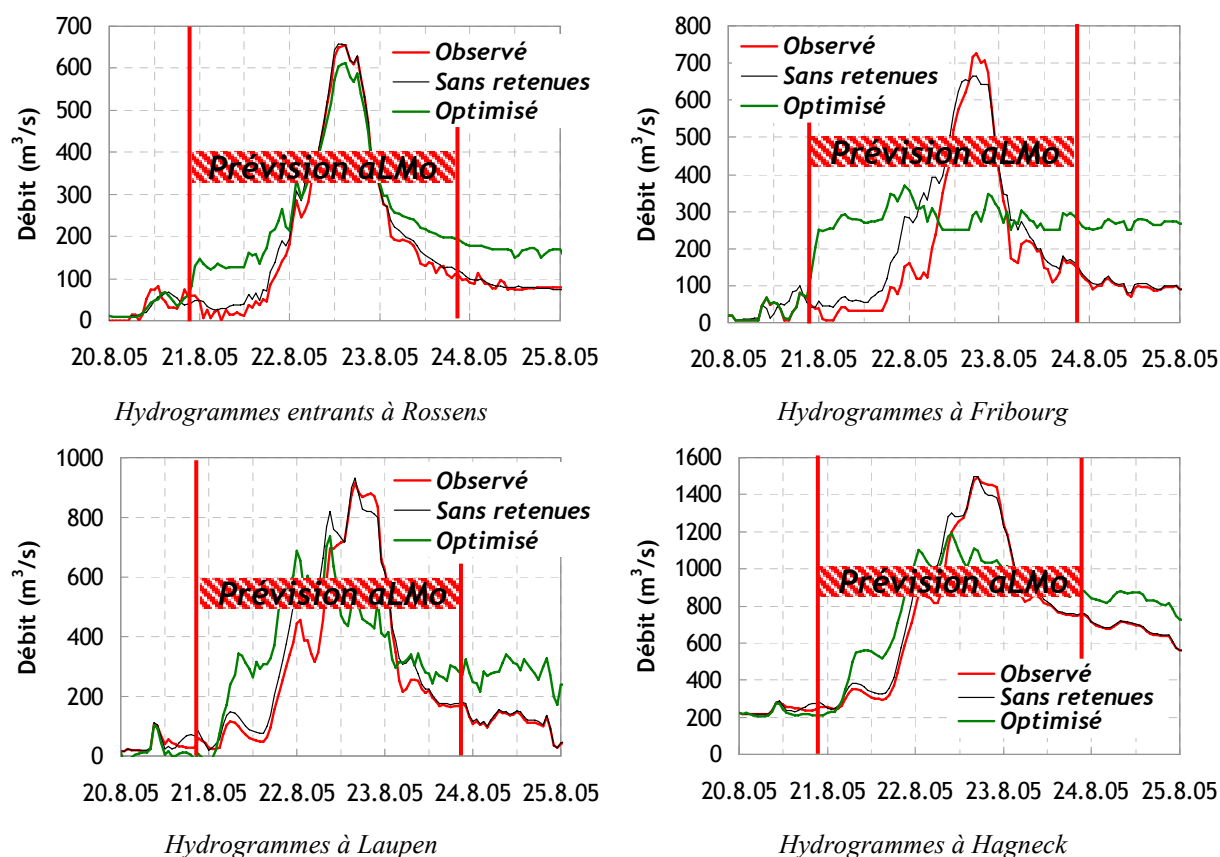 Débit (m³/s)
700
600
500
400
300
200
100
0
Observé
Sans retenues
Optimisé
Prévision aLMo
20.8.05 21.8.05 22.8.05 23.8.05 24.8.05 25.8.05
Hydrogrammes entrants à Rossens
Débit (m³/s)
800
700
600
500
400
300
200
100
0
Observé
Sans retenues
Optimisé
Prévision aLMo
20.8.05 21.8.05 22.8.05 23.8.05 24.8.05 25.8.05
Hydrogrammes à Fribourg
Débit (m³/s)
1000
800
600
400
200
0
Observé
Sans retenues
Optimisé
Prévision aLMo
20.8.05 21.8.05 22.8.05 23.8.05 24.8.05 25.8.05
Hydrogrammes à Laupen
Débit (m³/s)
1600
1400
1200
1000
800
600
400
200
0
Prévision aLMo
Observé
Sans retenues
Optimisé
20.8.05 21.8.05 22.8.05 23.8.05 24.8.05 25.8.05
Hydrogrammes à Hagneck